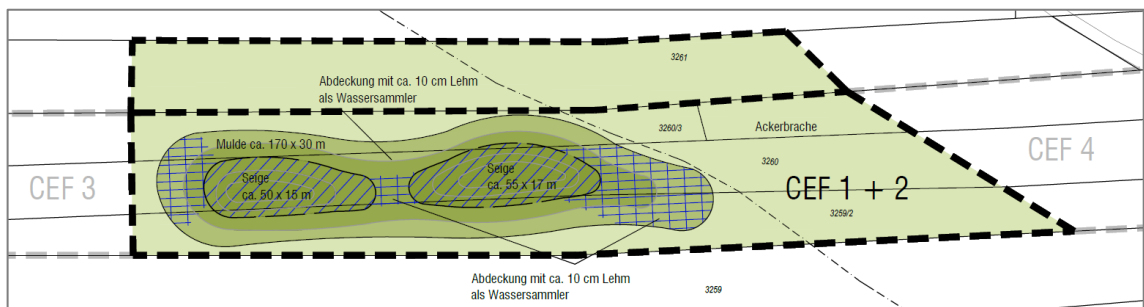 3261
Abdeckung mit ca. 10 cm Lehm
als Wassersammler
3260/3
Ackerbrache
Mulde ca. 170 x 30 m
3260
CEF 4
Seige
ca. 55 x 17 m
Seige
ca. 50 x 15 m
CEF 3
CEF 1 + 2
3259/2
Abdeckung mit ca. 10 cm Lehm
als Wassersammler
3259